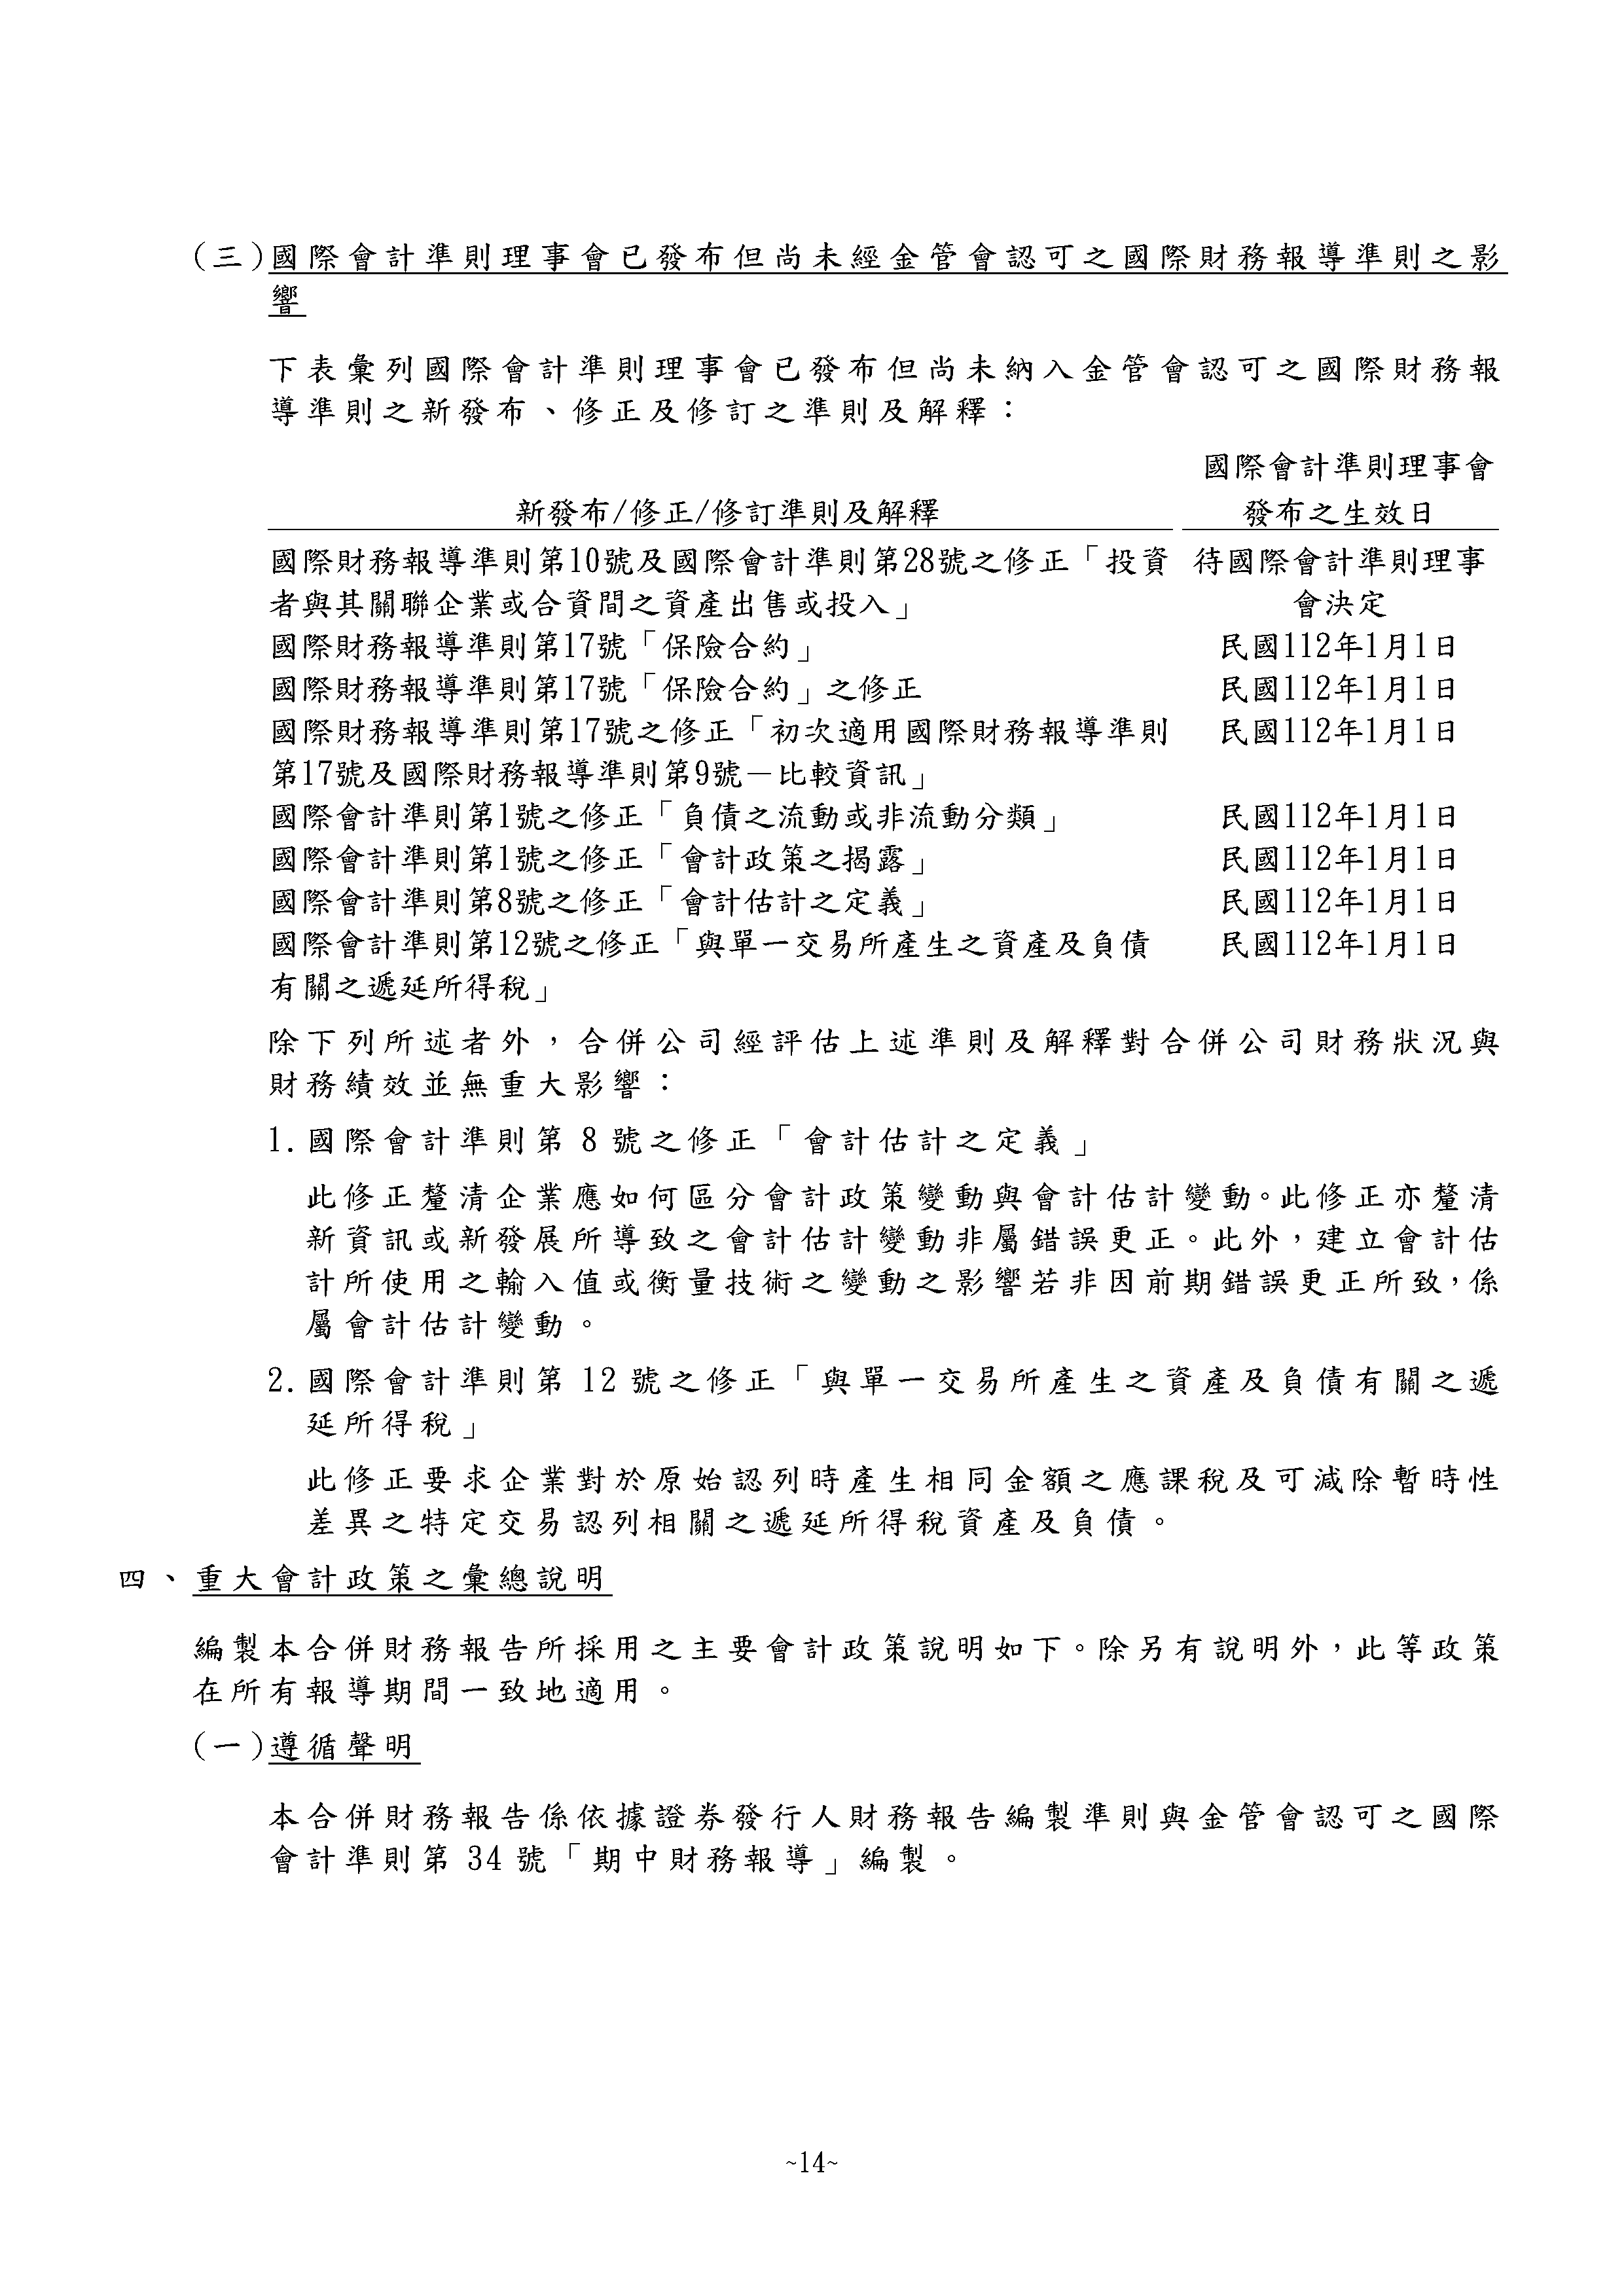 (三)國際會計準則理事會已發布但尚未經金管會認可之國際財務報導準則之影
響
下表彙列國際會計準則理事會已發布但尚未納入金管會認可之國際財務報
導準則之新發布、修正及修訂之準則及解釋：
國際會計準則理事會
新發布/修正/修訂準則及解釋 發布之生效日
國際財務報導準則第10號及國際會計準則第28號之修正「投資 待國際會計準則理事
者與其關聯企業或合資間之資產出售或投入」 會決定
國際財務報導準則第17號「保險合約」 民國112年1月1日
國際財務報導準則第17號「保險合約」之修正 民國112年1月1日
國際財務報導準則第17號之修正「初次適用國際財務報導準則 民國112年1月1日
第17號及國際財務報導準則第9號－比較資訊」
國際會計準則第1號之修正「負債之流動或非流動分類」 民國112年1月1日
國際會計準則第1號之修正「會計政策之揭露」 民國112年1月1日
國際會計準則第8號之修正「會計估計之定義」 民國112年1月1日
國際會計準則第12號之修正「與單一交易所產生之資產及負債 民國112年1月1日
有關之遞延所得稅」
除下列所述者外，合併公司經評估上述準則及解釋對合併公司財務狀況與
財務績效並無重大影響：
1.國際會計準則第 8 號之修正「會計估計之定義」
此修正釐清企業應如何區分會計政策變動與會計估計變動。此修正亦釐清
新資訊或新發展所導致之會計估計變動非屬錯誤更正。此外，建立會計估
計所使用之輸入值或衡量技術之變動之影響若非因前期錯誤更正所致，係
屬會計估計變動。
2.國際會計準則第 12 號之修正「與單一交易所產生之資產及負債有關之遞
延所得稅」
此修正要求企業對於原始認列時產生相同金額之應課稅及可減除暫時性
差異之特定交易認列相關之遞延所得稅資產及負債。
四、重大會計政策之彙總說明
編製本合併財務報告所採用之主要會計政策說明如下。除另有說明外，此等政策
在所有報導期間一致地適用。
(一)遵循聲明
本合併財務報告係依據證券發行人財務報告編製準則與金管會認可之國際
會計準則第 34 號「期中財務報導」編製。
~14~